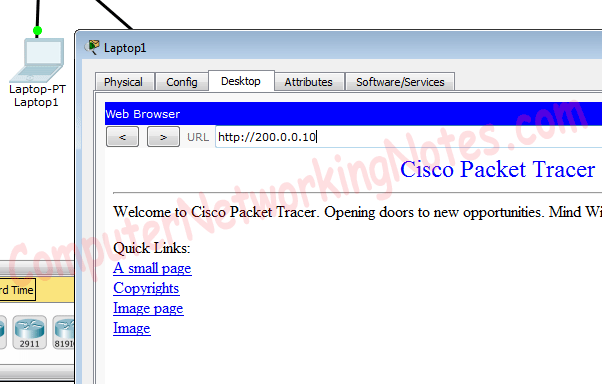 Laptop-PT
Laptop1
Laptop1
Physical Config Desktop Attributes Software/Services
Web Browser
< > URL http://200.0.0.10
Cisco Packet Tracer
Welcome to Cisco Packet Tracer. Opening doors to new opportunities. Mind Wi
Quick Links:
A small page
Copyrights
Image page
Image
rd Time
2911 819I
ComputerNetworkingNotes.com